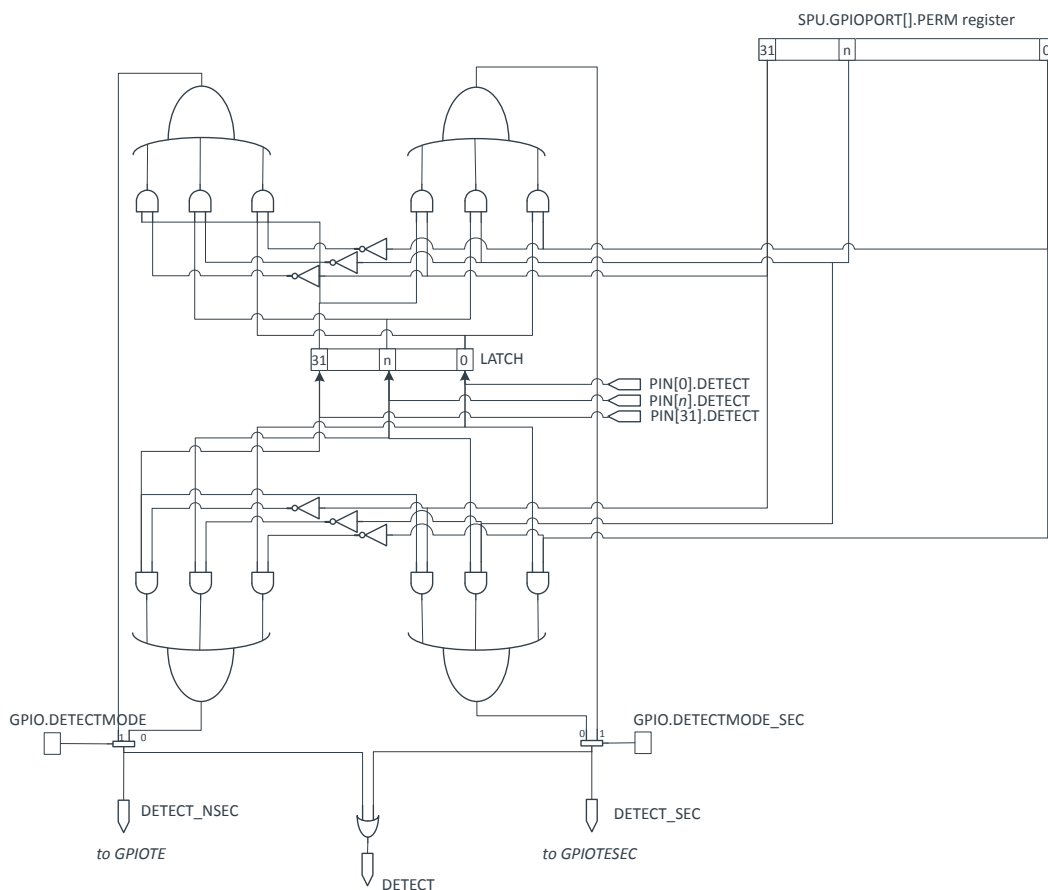 SPU.GPIOPORT[].PERM register
31 n 0
31 n 0 LATCH
PIN[0].DETECT
PIN[n].DETECT
PIN[31].DETECT
GPIO.DETECTMODE
1 0
GPIO.DETECTMODE_SEC
0 1
DETECT_NSEC
DETECT_SEC
to GPIOTE
to GPIOTESEC
DETECT